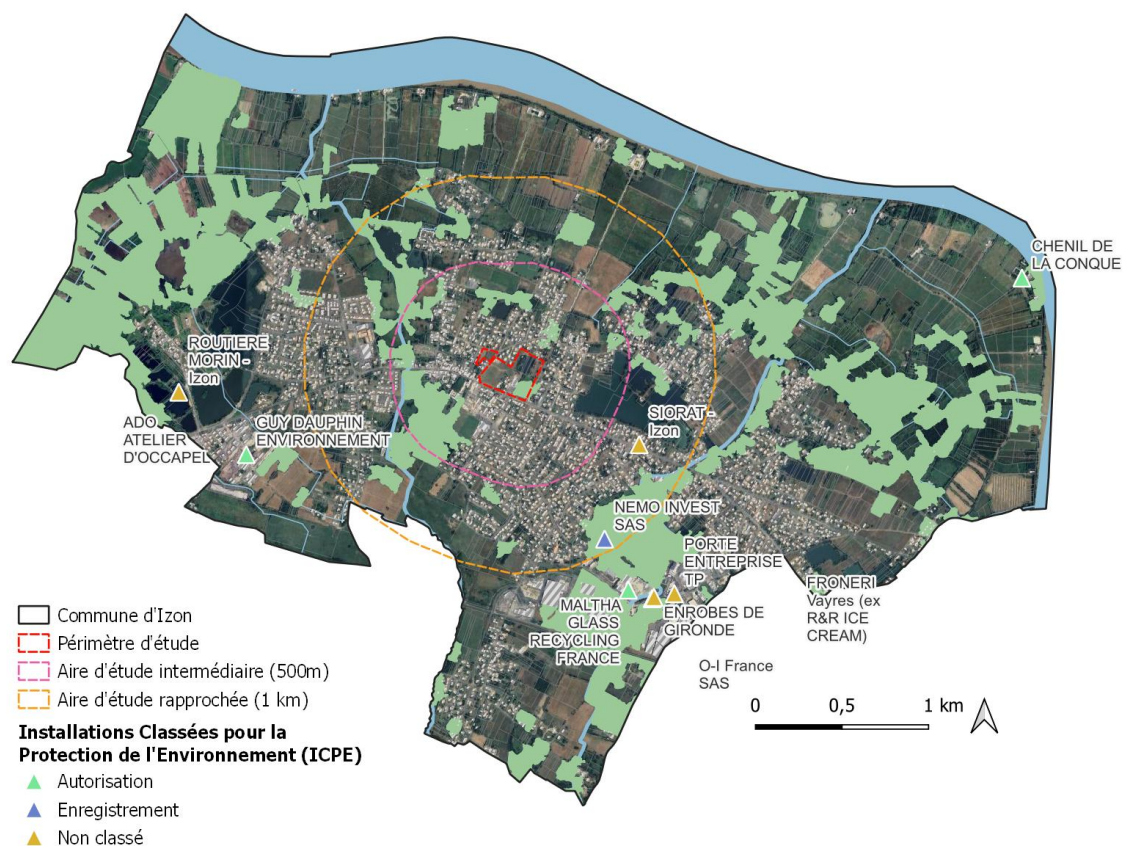 CHENIL DE
LA CONQUE
ROUTIERE
MORIN -
Izon
ADO
ATELIER
D'OCCAPEL
GUY DAUPHIN
ENVIRONNEMENT
SIORAT -
Izon
NEMO INVEST
SAS
PORTE
ENTREPRISE
TP
MALTHA
GLASS
RECYCLING
FRANCE
ENROBES DE
GIRONDE
FRONERI
Vayres (ex
R&R ICE
CREAM)
O-I France
SAS
0 0,5 1 km
Commune d'Izon
Périmètre d'étude
Aire d'étude intermédiaire (500m)
Aire d'étude rapprochée (1 km)
Installations Classées pour la
Protection de l'Environnement (ICPE)
Autorisation
Enregistrement
Non classé